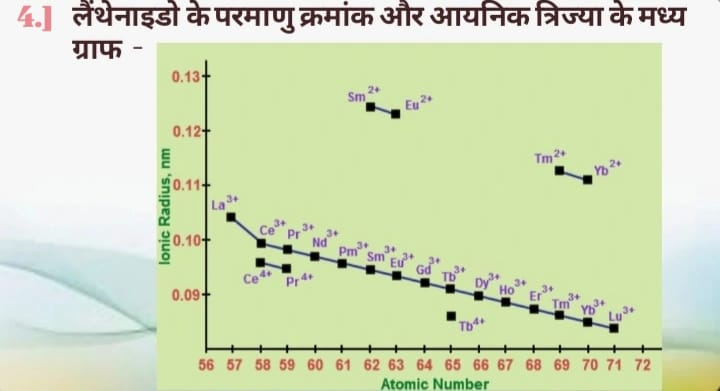 4.] लैंथेनाइडो के परमाणु क्रमांक और आयनिक त्रिज्या के मध्य
ग्राफ -
0.13
Sm2+ Eu2+
0.12
Tm2+ Yb2+
0.11
La3+
Ionic Radius, nm
0.10
Ce3+ Pr3+ Nd3+ Pm3+ Sm3+ Eu3+ Gd3+ Tb3+ Dy3+ Ho3+ Er3+ Tm3+ Yb3+ Lu3+
Ce4+ Pr4+
0.09
Tb4+
56 57 58 59 60 61 62 63 64 65 66 67 68 69 70 71 72
Atomic Number